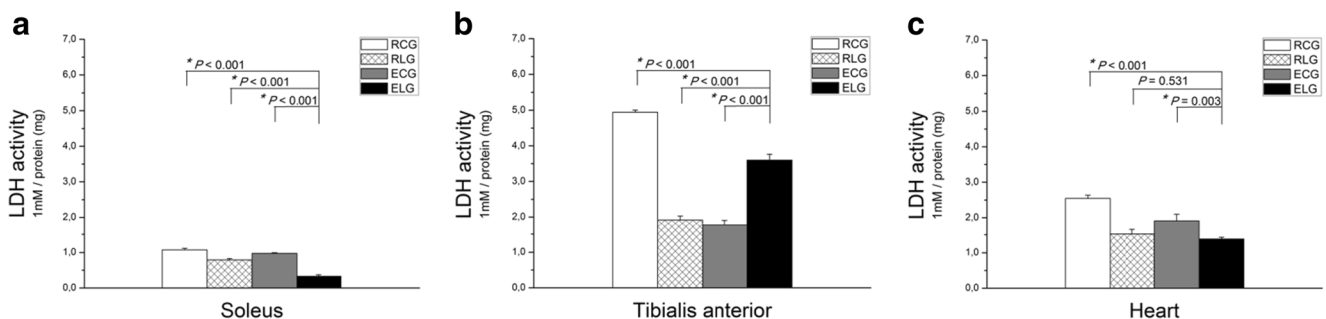 a
7,0
6,0
5,0
4,0
3,0
2,0
1,0
0,0
LDH activity
1mM / protein (mg)
RCG
RLG
ECG
ELG
* P < 0.001
* P < 0.001
* P < 0.001
Soleus
b
7,0
6,0
5,0
4,0
3,0
2,0
1,0
0,0
LDH activity
1mM / protein (mg)
RCG
RLG
ECG
ELG
* P < 0.001
* P < 0.001
* P < 0.001
Tibialis anterior
c
7,0
6,0
5,0
4,0
3,0
2,0
1,0
0,0
LDH activity
1mM / protein (mg)
RCG
RLG
ECG
ELG
* P < 0.001
P = 0.531
* P = 0.003
Heart